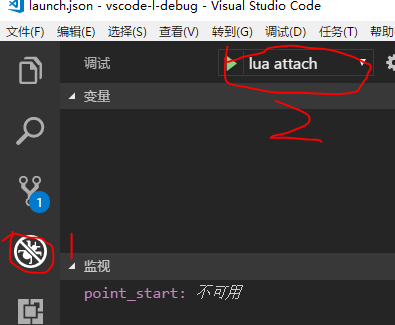 launch.json - vscode-l-debug - Visual Studio Code
文件(F) 编辑(E) 选择(S) 查看(V) 转到(G) 调试(D) 任务(T) 帮助(H)
调试 lua attach
变量
2
1
1
监视
point_start: 不可用